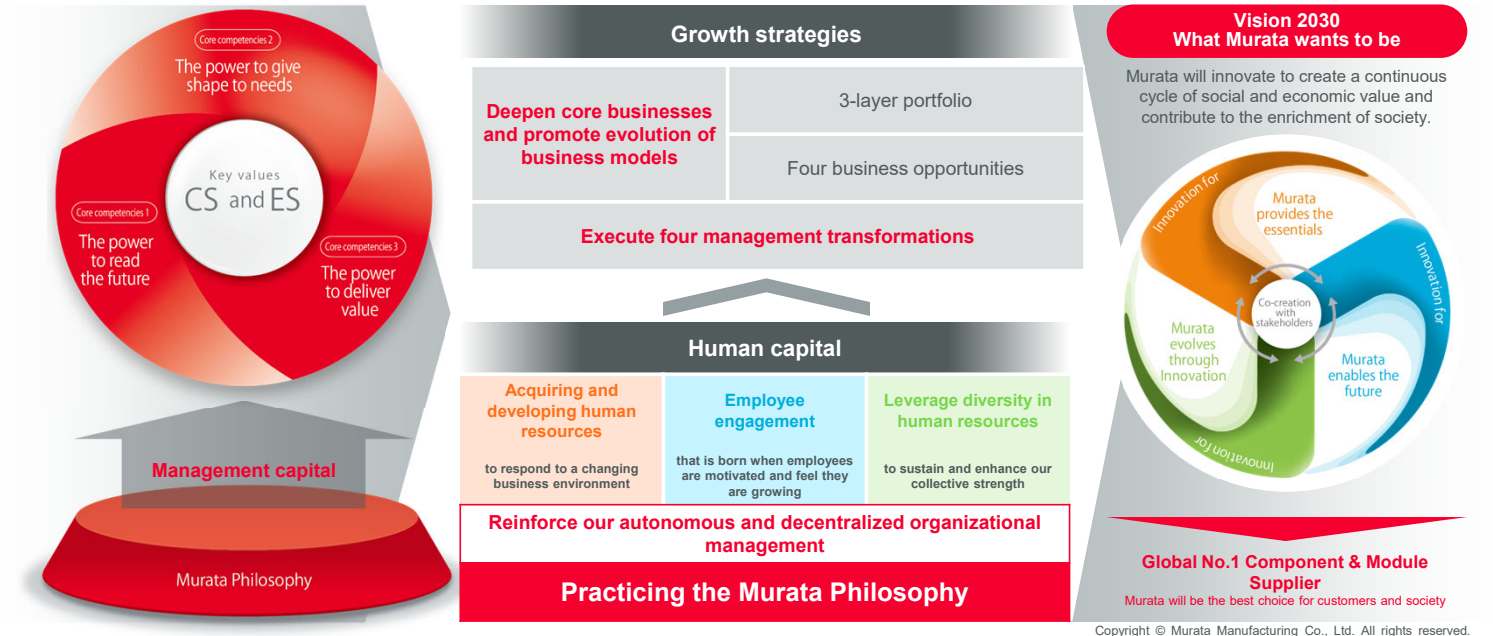 Core competencies 2
The power to give
shape to needs
Key values
CS and ES
Core competencies 1
The power
to read
the future
Core competencies 3
The power
to deliver
value
Management capital
Murata Philosophy
Growth strategies
Deepen core businesses
and promote evolution of
business models
3-layer portfolio
Four business opportunities
Execute four management transformations
Human capital
Acquiring and
developing human
resources
to respond to a changing
business environment
Employee
engagement
that is born when employees
are motivated and feel they
are growing
Leverage diversity in
human resources
to sustain and enhance our
collective strength
Reinforce our autonomous and decentralized organizational
management
Practicing the Murata Philosophy
Vision 2030
What Murata wants to be
Murata will innovate to create a continuous
cycle of social and economic value and
contribute to the enrichment of society.
Innovation for
Murata
provides the
essentials
Innovation for
Co-creation
with
stakeholders
Murata
evolves
through
Innovation
Murata
enables the
future
Innovation for
Global No.1 Component & Module
Supplier
Murata will be the best choice for customers and society
Copyright © Murata Manufacturing Co., Ltd. All rights reserved.